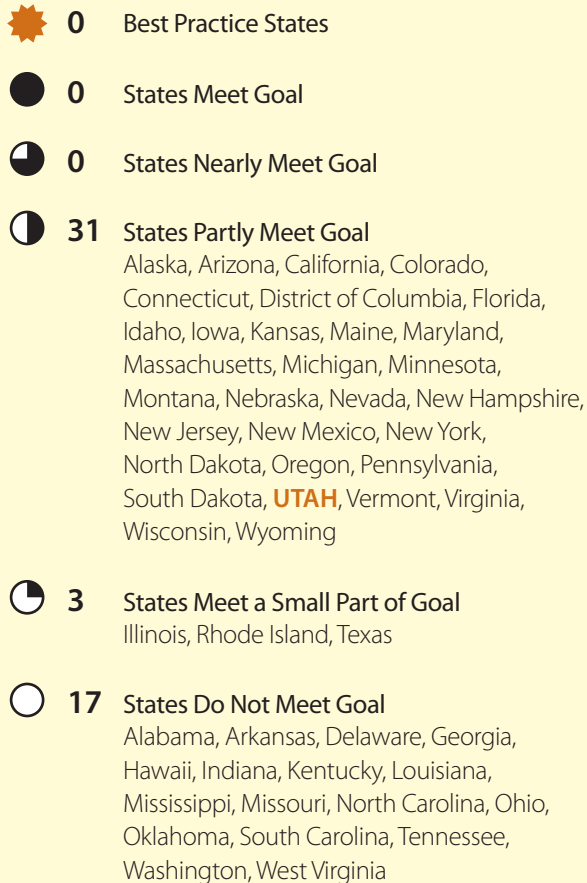 0 Best Practice States
0 States Meet Goal
0 States Nearly Meet Goal
31 States Partly Meet Goal
Alaska, Arizona, California, Colorado,
Connecticut, District of Columbia, Florida,
Idaho, Iowa, Kansas, Maine, Maryland,
Massachusetts, Michigan, Minnesota,
Montana, Nebraska, Nevada, New Hampshire,
New Jersey, New Mexico, New York,
North Dakota, Oregon, Pennsylvania,
South Dakota, UTAH, Vermont, Virginia,
Wisconsin, Wyoming
3 States Meet a Small Part of Goal
Illinois, Rhode Island, Texas
17 States Do Not Meet Goal
Alabama, Arkansas, Delaware, Georgia,
Hawaii, Indiana, Kentucky, Louisiana,
Mississippi, Missouri, North Carolina, Ohio,
Oklahoma, South Carolina, Tennessee,
Washington, West Virginia